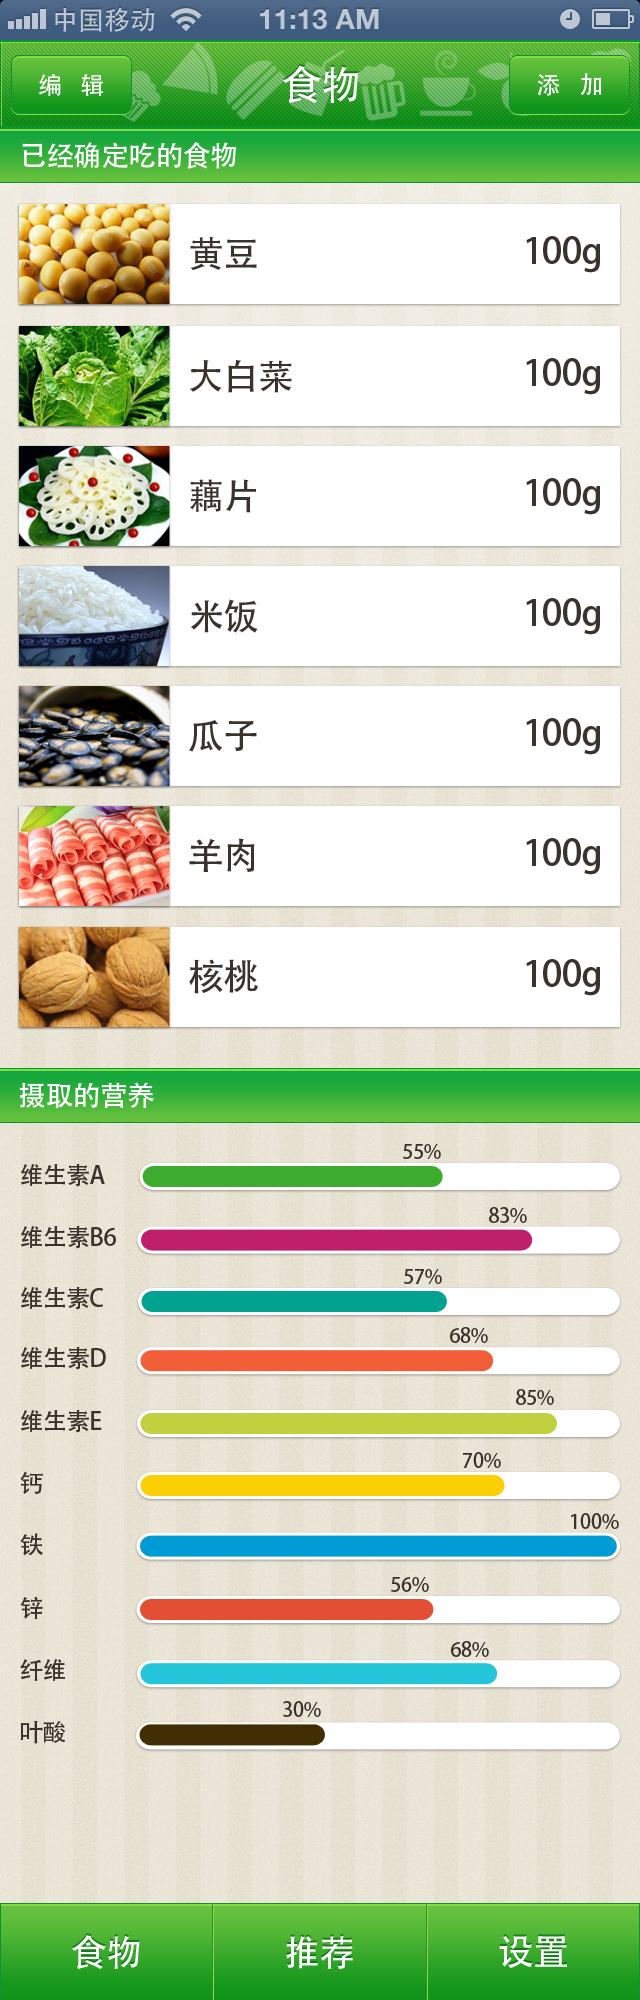 中国移动 11:13 AM
编 辑 食物 添 加
已经确定吃的食物
黄豆 100g
大白菜 100g
藕片 100g
米饭 100g
瓜子 100g
羊肉 100g
核桃 100g
摄取的营养
维生素A 55%
维生素B6 83%
维生素C 57%
维生素D 68%
维生素E 85%
钙 70%
铁 100%
锌 56%
纤维 68%
叶酸 30%
食物 推荐 设置